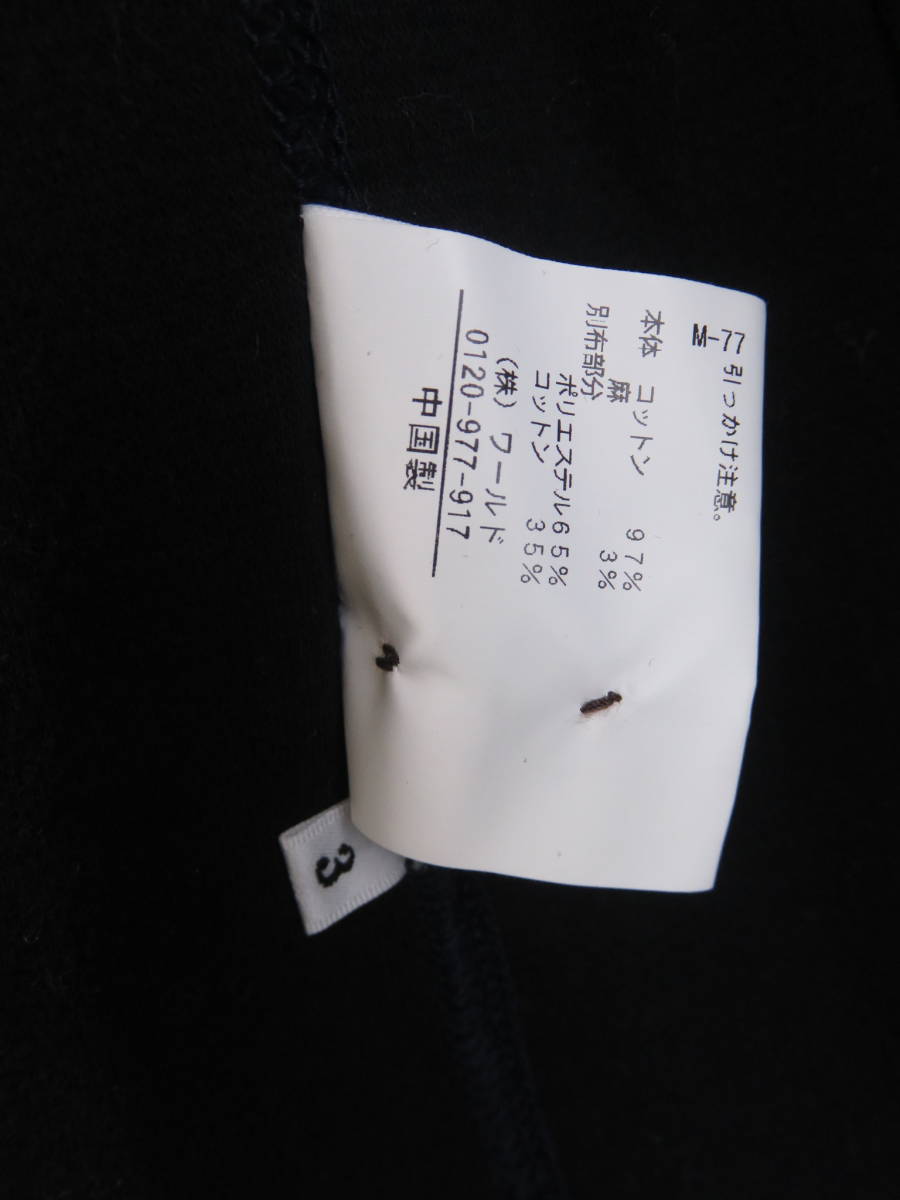 M-77
引っかけ注意。
本体 コットン 97%
麻 3%
別布部分
ポリエステル65%
コットン 35%
(株)ワールド
0120-977-917
中国製
3